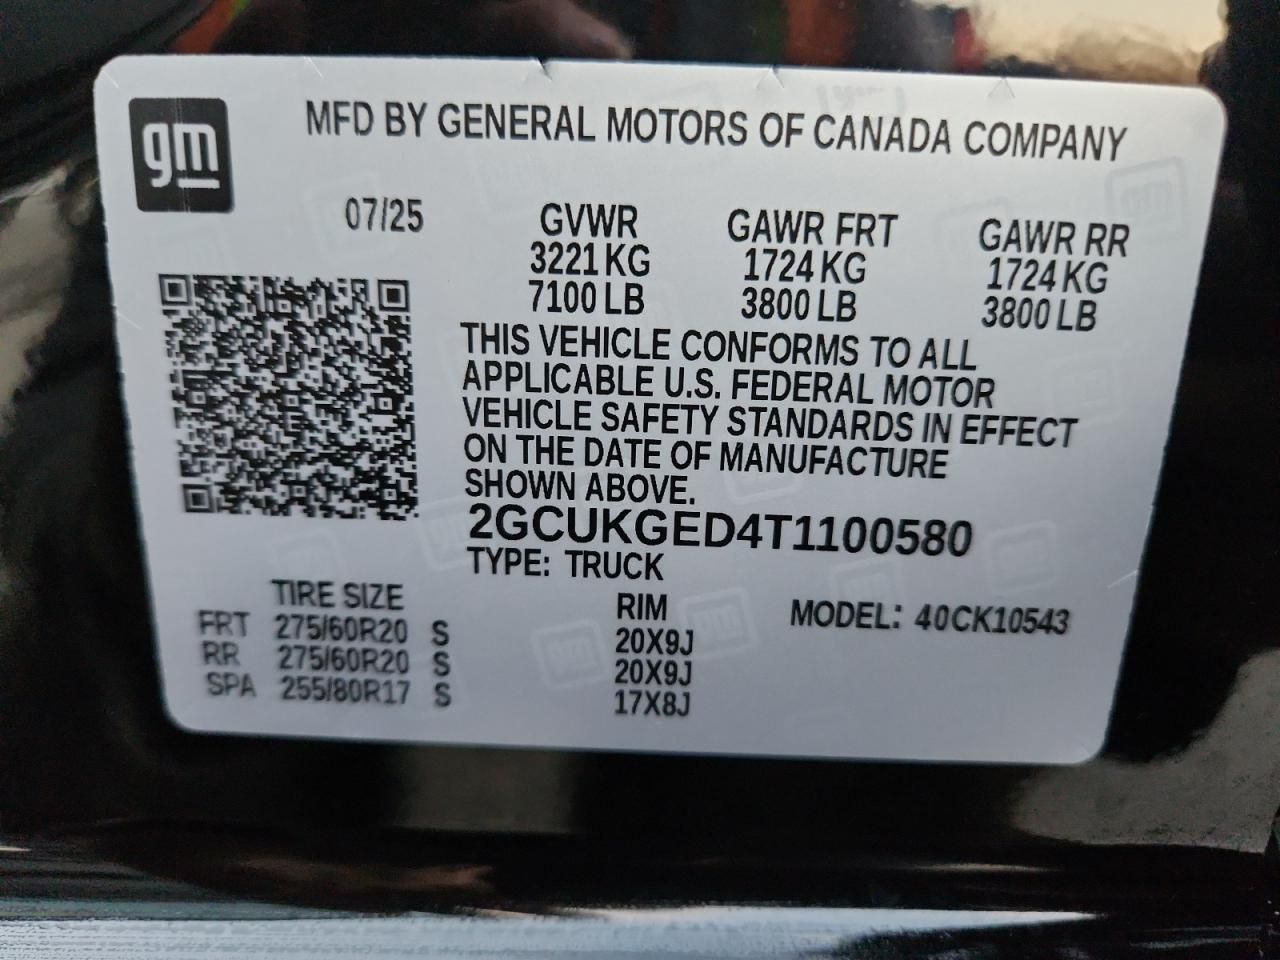 gm
MFD BY GENERAL MOTORS OF CANADA COMPANY
07/25 GVWR GAWR FRT GAWR RR
3221 KG 1724 KG 1724 KG
7100 LB 3800 LB 3800 LB
THIS VEHICLE CONFORMS TO ALL
APPLICABLE U.S. FEDERAL MOTOR
VEHICLE SAFETY STANDARDS IN EFFECT
ON THE DATE OF MANUFACTURE
SHOWN ABOVE.
2GCUKGED4T1100580
TYPE: TRUCK
TIRE SIZE RIM MODEL: 40CK10543
FRT 275/60R20 S 20X9J
RR 275/60R20 S 20X9J
SPA 255/80R17 S 17X8J